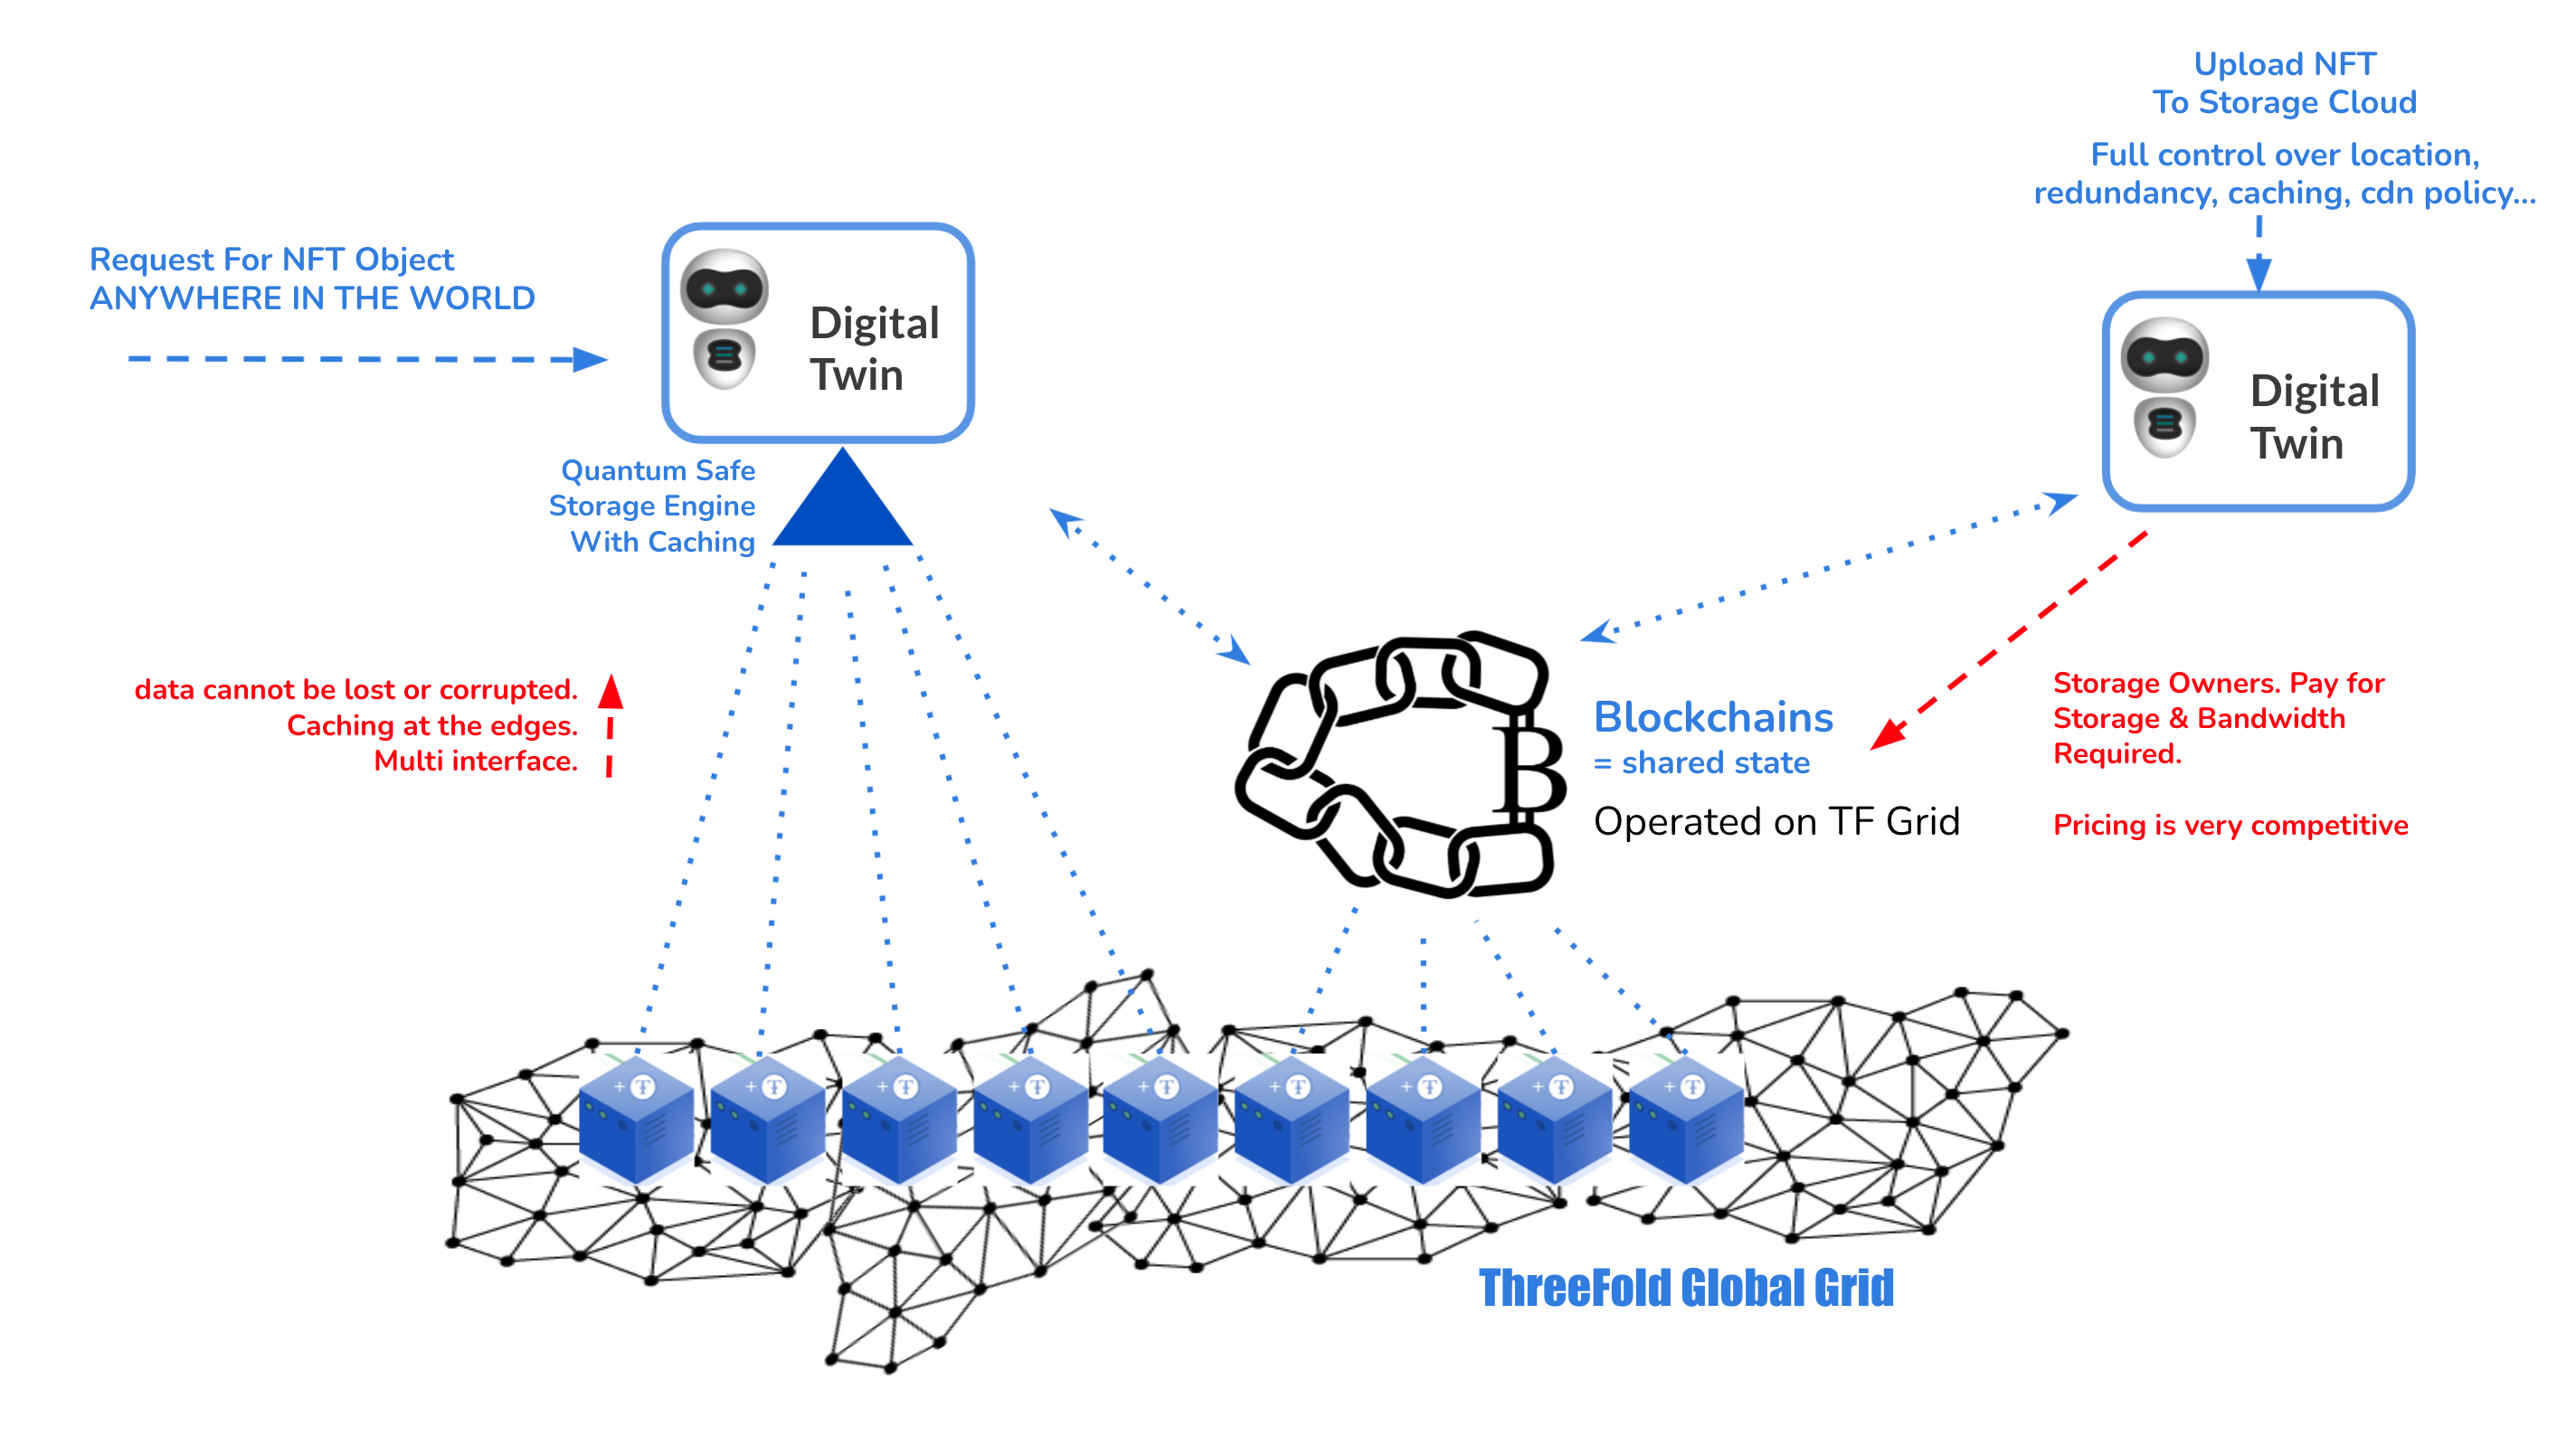 Upload NFT
To Storage Cloud
Full control over location,
redundancy, caching, cdn policy...
Request For NFT Object
ANYWHERE IN THE WORLD
Digital
Twin
Digital
Twin
Quantum Safe
Storage Engine
With Caching
data cannot be lost or corrupted.
Caching at the edges.
Multi interface.
B
Blockchains
= shared state
Operated on TF Grid
Storage Owners. Pay for
Storage & Bandwidth
Required.
Pricing is very competitive
+ Ŧ
+ Ŧ
+ Ŧ
+ Ŧ
+ Ŧ
+ Ŧ
+ Ŧ
+ Ŧ
+ Ŧ
ThreeFold Global Grid